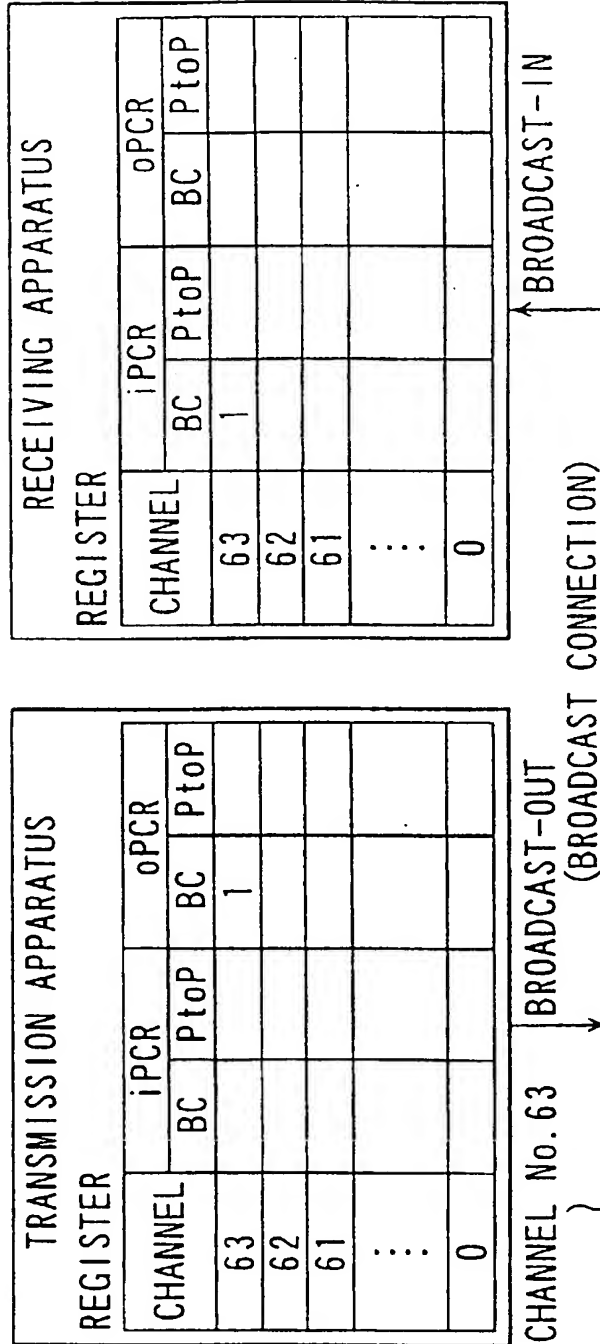 TRANSMISSION APPARATUS
REGISTER
CHANNEL iPCR oPCR
BC PtoP BC PtoP
63 1
62
61
....
0
CHANNEL No. 63
BROADCAST-OUT
(BROADCAST CONNECTION)
RECEIVING APPARATUS
REGISTER
CHANNEL iPCR oPCR
BC PtoP BC PtoP
63 1
62
61
....
0
BROADCAST-IN